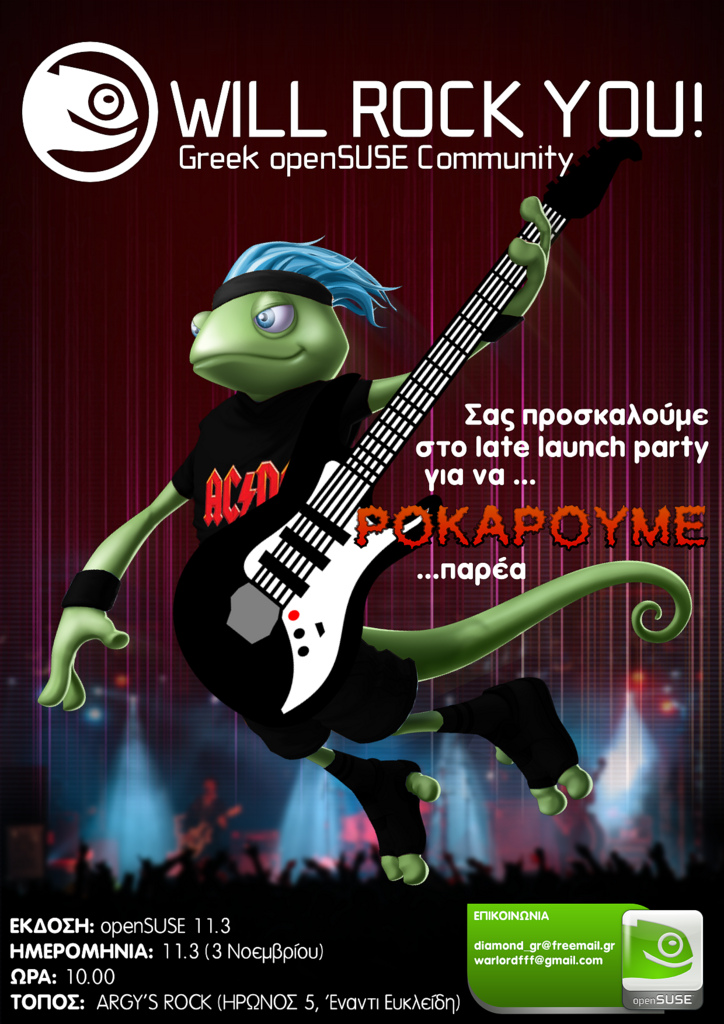 WILL ROCK YOU!
Greek openSUSE Community
AC/D
Σας προσκαλούμε
στο late launch party
για να ...
ΡΟΚΑΡΟΥΜΕ
...παρέα
ΕΚΔΟΣΗ: openSUSE 11.3
ΗΜΕΡΟΜΗΝΙΑ: 11.3 (3 Νοεμβρίου)
ΩΡΑ: 10.00
ΤΟΠΟΣ: ARGY'S ROCK (ΗΡΩΝΟΣ 5, Έναντι Ευκλείδη)
ΕΠΙΚΟΙΝΩΝΙΑ
diamond_gr@freemail.gr
warlordfff@gmail.com
openSUSE